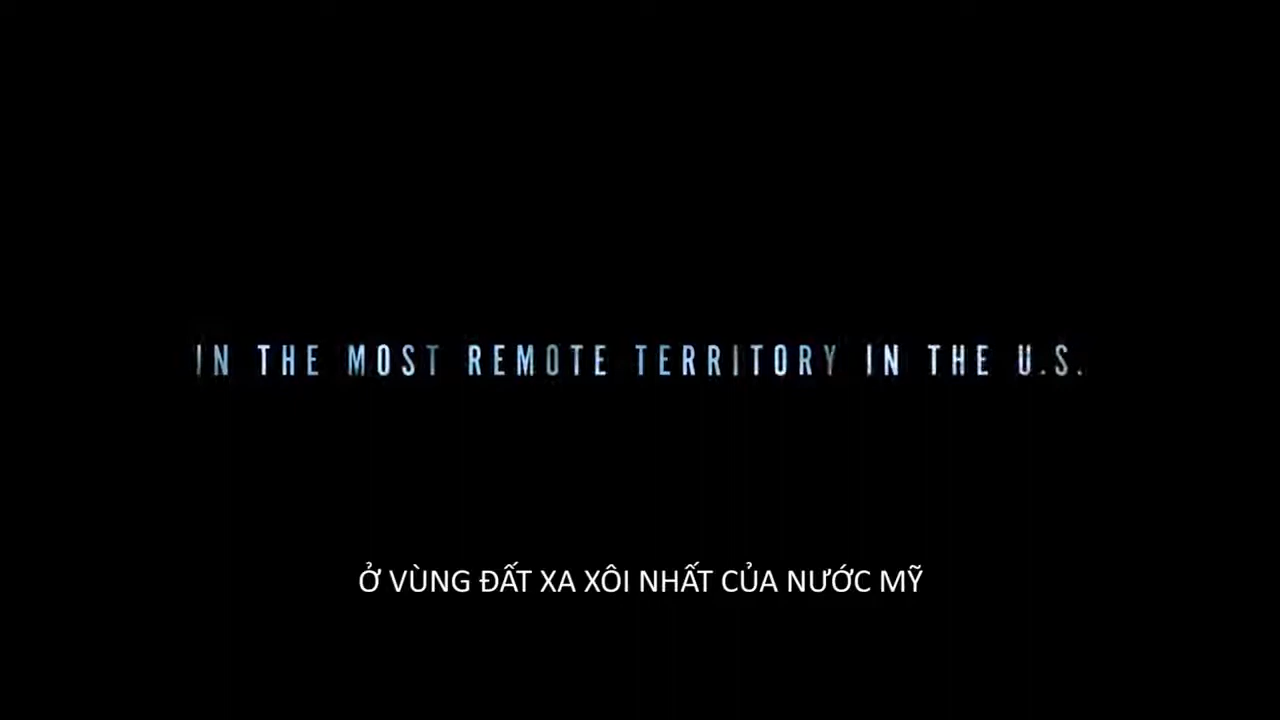 IN THE MOST REMOTE TERRITORY IN THE U.S.
Ở VÙNG ĐẤT XA XÔI NHẤT CỦA NƯỚC MỸ